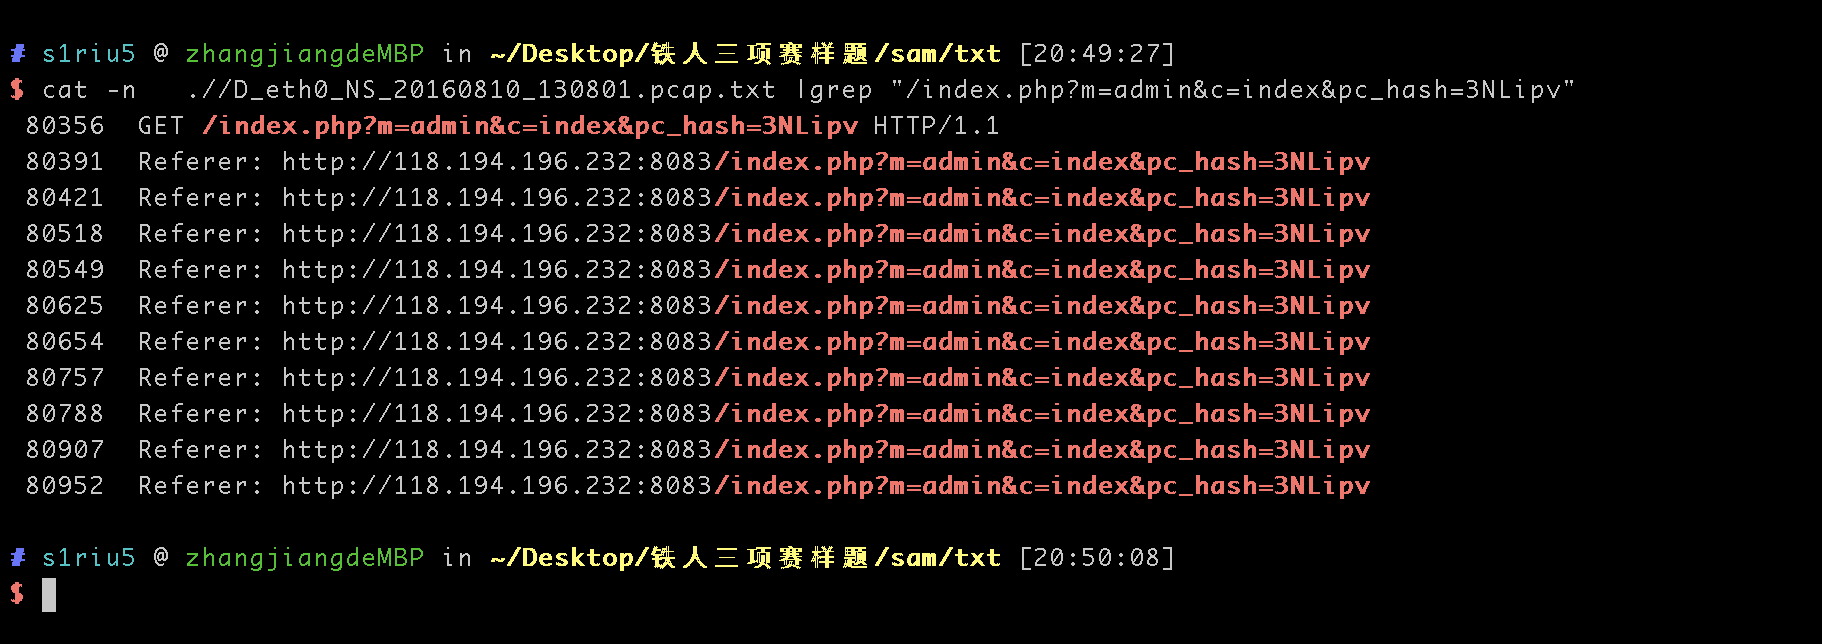 # s1riu5 @ zhangjiangdeMBP in ~/Desktop/铁人三项赛样题/sam/txt [20:49:27]
$ cat -n   .//D_eth0_NS_20160810_130801.pcap.txt |grep "/index.php?m=admin&c=index&pc_hash=3NLipv"
 80356  GET /index.php?m=admin&c=index&pc_hash=3NLipv HTTP/1.1
 80391  Referer: http://118.194.196.232:8083/index.php?m=admin&c=index&pc_hash=3NLipv
 80421  Referer: http://118.194.196.232:8083/index.php?m=admin&c=index&pc_hash=3NLipv
 80518  Referer: http://118.194.196.232:8083/index.php?m=admin&c=index&pc_hash=3NLipv
 80549  Referer: http://118.194.196.232:8083/index.php?m=admin&c=index&pc_hash=3NLipv
 80625  Referer: http://118.194.196.232:8083/index.php?m=admin&c=index&pc_hash=3NLipv
 80654  Referer: http://118.194.196.232:8083/index.php?m=admin&c=index&pc_hash=3NLipv
 80757  Referer: http://118.194.196.232:8083/index.php?m=admin&c=index&pc_hash=3NLipv
 80788  Referer: http://118.194.196.232:8083/index.php?m=admin&c=index&pc_hash=3NLipv
 80907  Referer: http://118.194.196.232:8083/index.php?m=admin&c=index&pc_hash=3NLipv
 80952  Referer: http://118.194.196.232:8083/index.php?m=admin&c=index&pc_hash=3NLipv
# s1riu5 @ zhangjiangdeMBP in ~/Desktop/铁人三项赛样题/sam/txt [20:50:08]
$